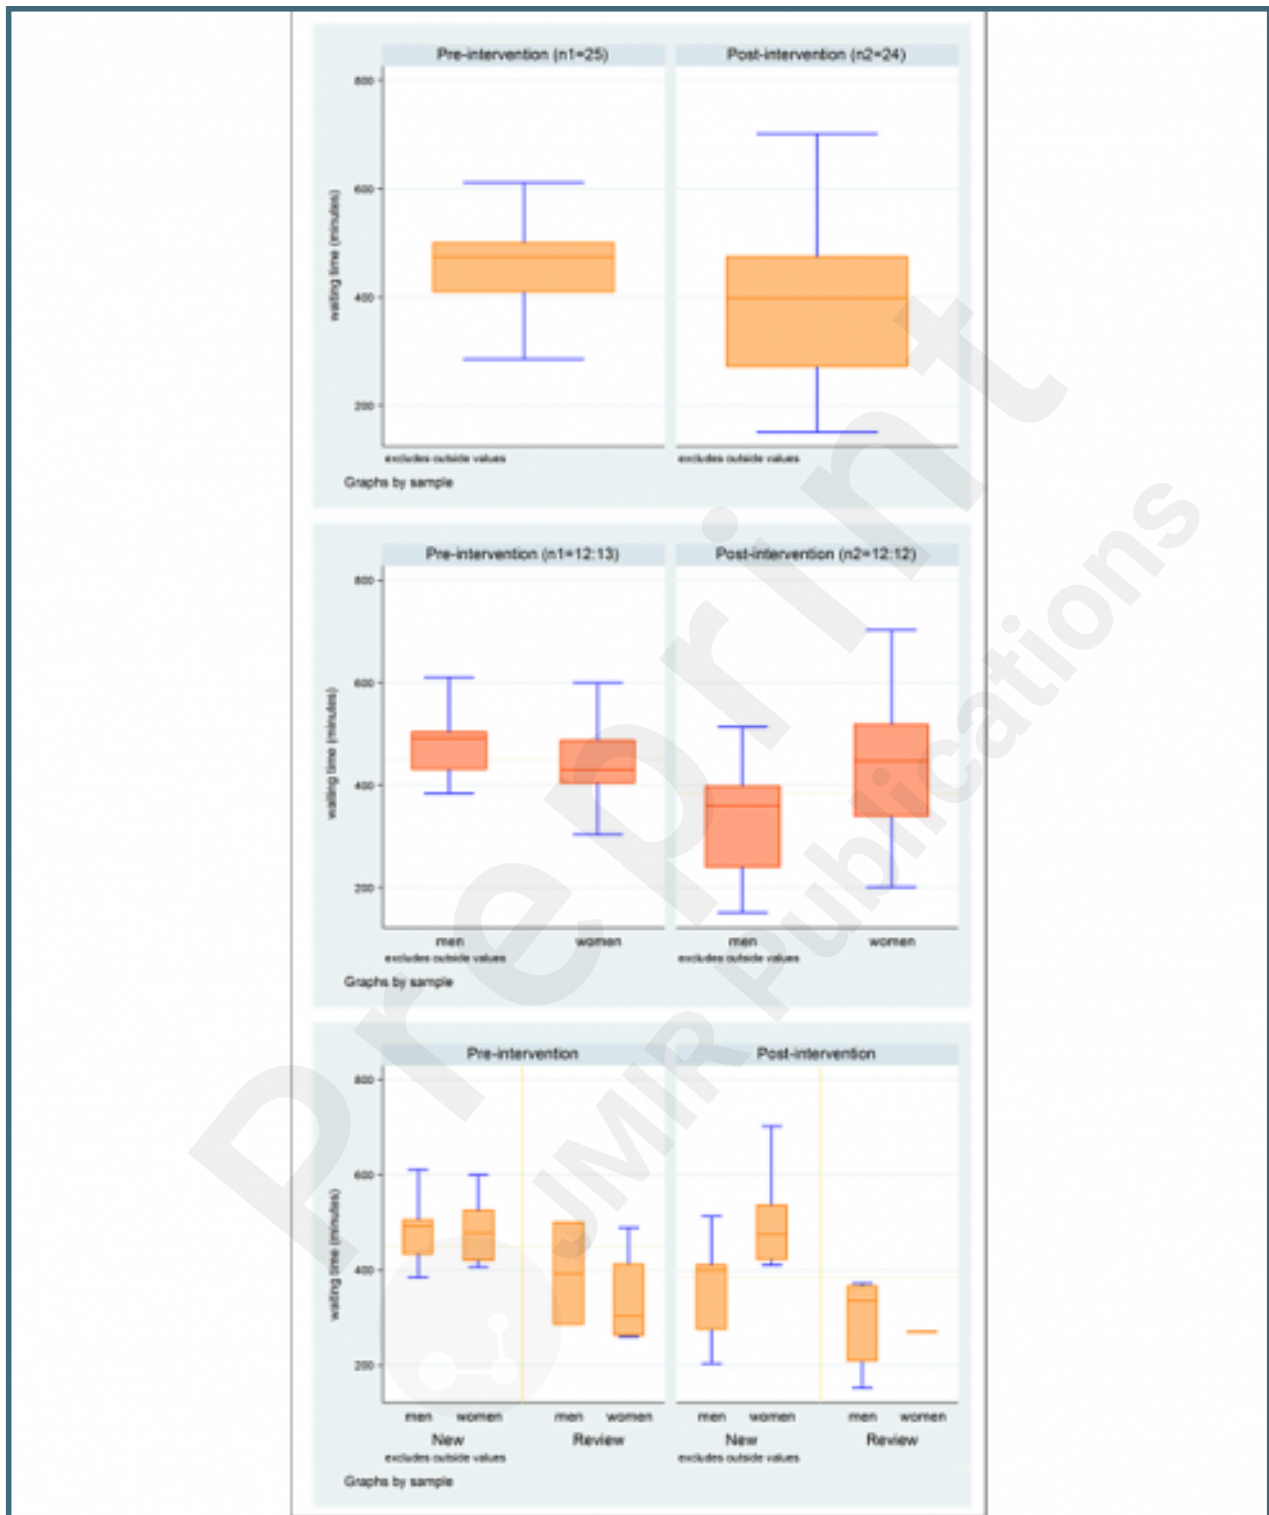 Pre-intervention (n1=25) Post-intervention (n2=24)
800
600
400
200
waiting time (minutes)
excludes outside values excludes outside values
Graphs by sample
Pre-intervention (n1=12:13) Post-intervention (n2=12:12)
800
600
400
200
waiting time (minutes)
men women men women
excludes outside values excludes outside values
Graphs by sample
Pre-intervention Post-intervention
800
600
400
200
waiting time (minutes)
men women men women men women men women
New Review New Review
excludes outside values excludes outside values
Graphs by sample
Preprint
JMIR Publications